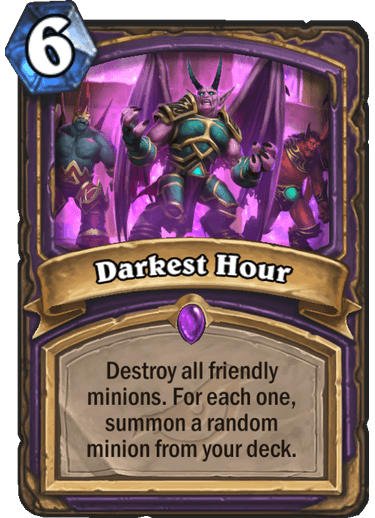 6
Darkest Hour
Destroy all friendly
minions. For each one,
summon a random
minion from your deck.